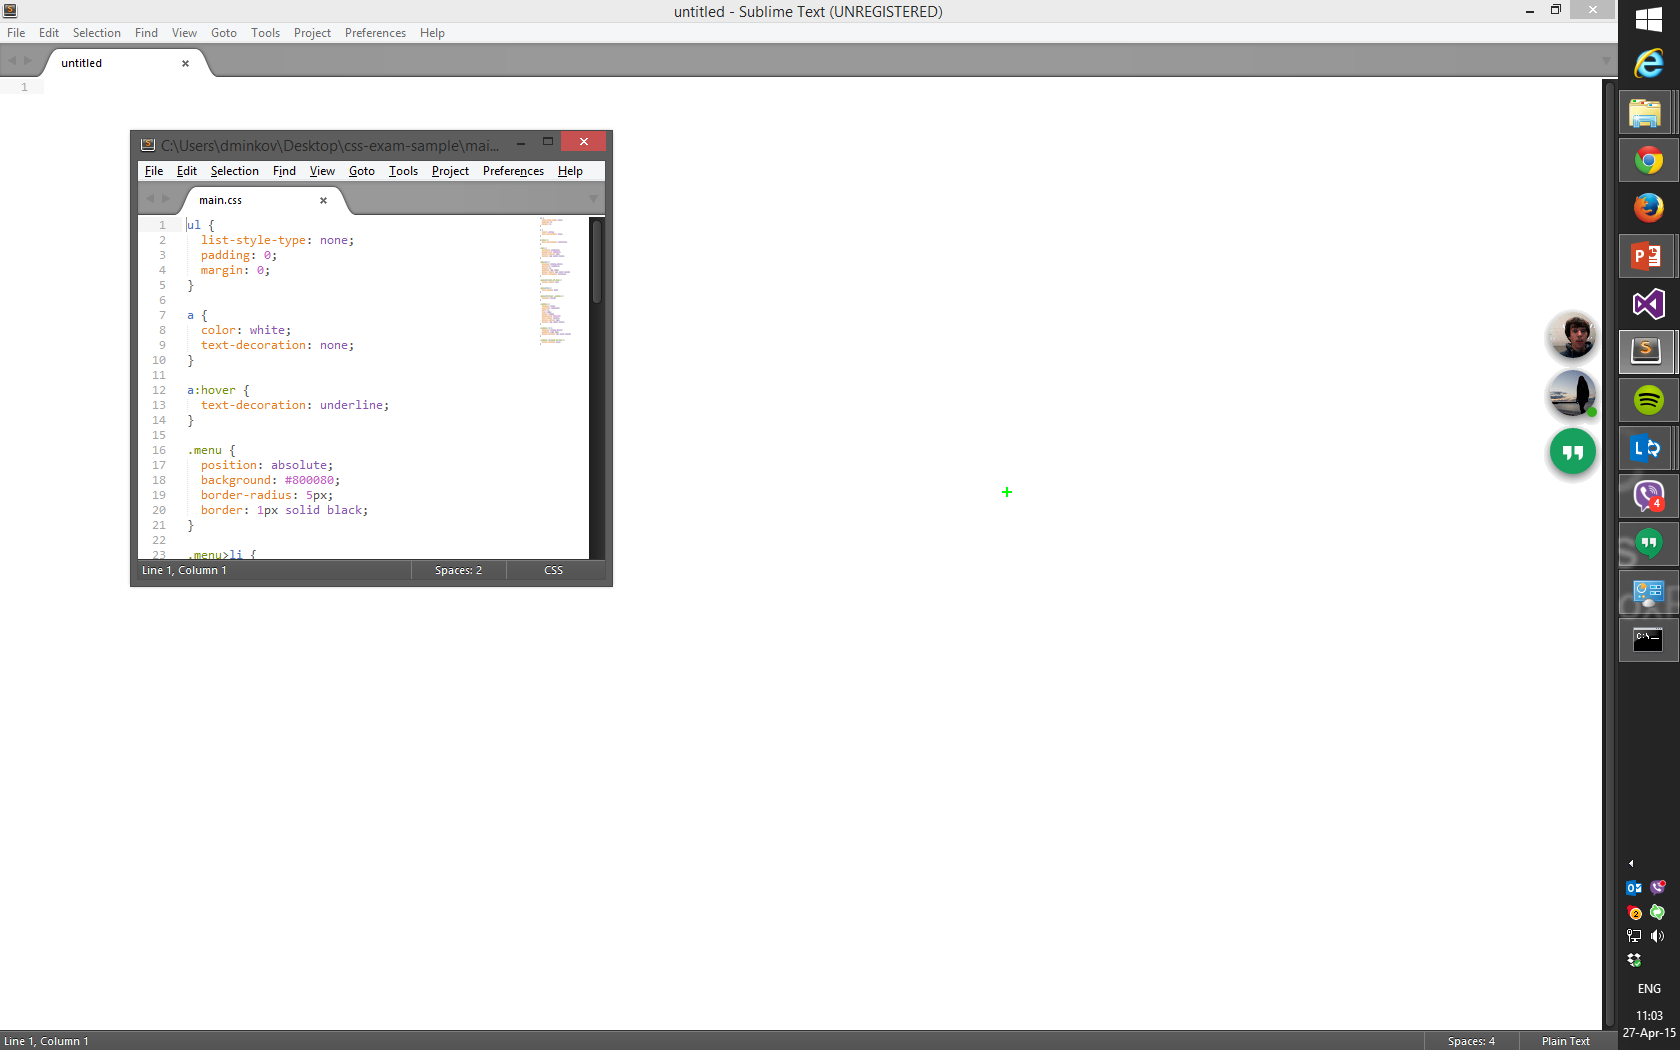 untitled - Sublime Text (UNREGISTERED)
File Edit Selection Find View Goto Tools Project Preferences Help
untitled
1
C:\Users\dminkov\Desktop\css-exam-sample\mai...
File Edit Selection Find View Goto Tools Project Preferences Help
main.css
1 ul {
2 list-style-type: none;
3 padding: 0;
4 margin: 0;
5 }
6
7 a {
8 color: white;
9 text-decoration: none;
10 }
11
12 a:hover {
13 text-decoration: underline;
14 }
15
16 .menu {
17 position: absolute;
18 background: #800080;
19 border-radius: 5px;
20 border: 1px solid black;
21 }
22
23 .menu>li {
Line 1, Column 1 Spaces: 2 CSS
4
C:\_
2
ENG
11:03
27-Apr-15
Line 1, Column 1 Spaces: 4 Plain Text